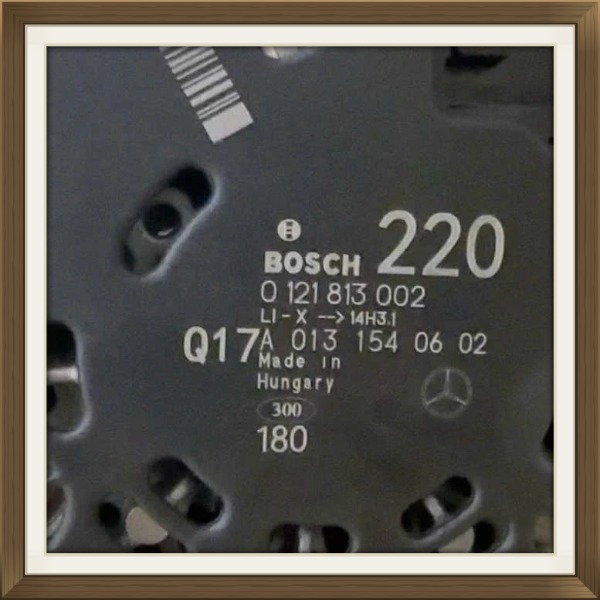 BOSCH 220
0 121 813 002
LI-X --> 14H3.1
Q17 A 013 154 06 02
Made in
Hungary
300
180